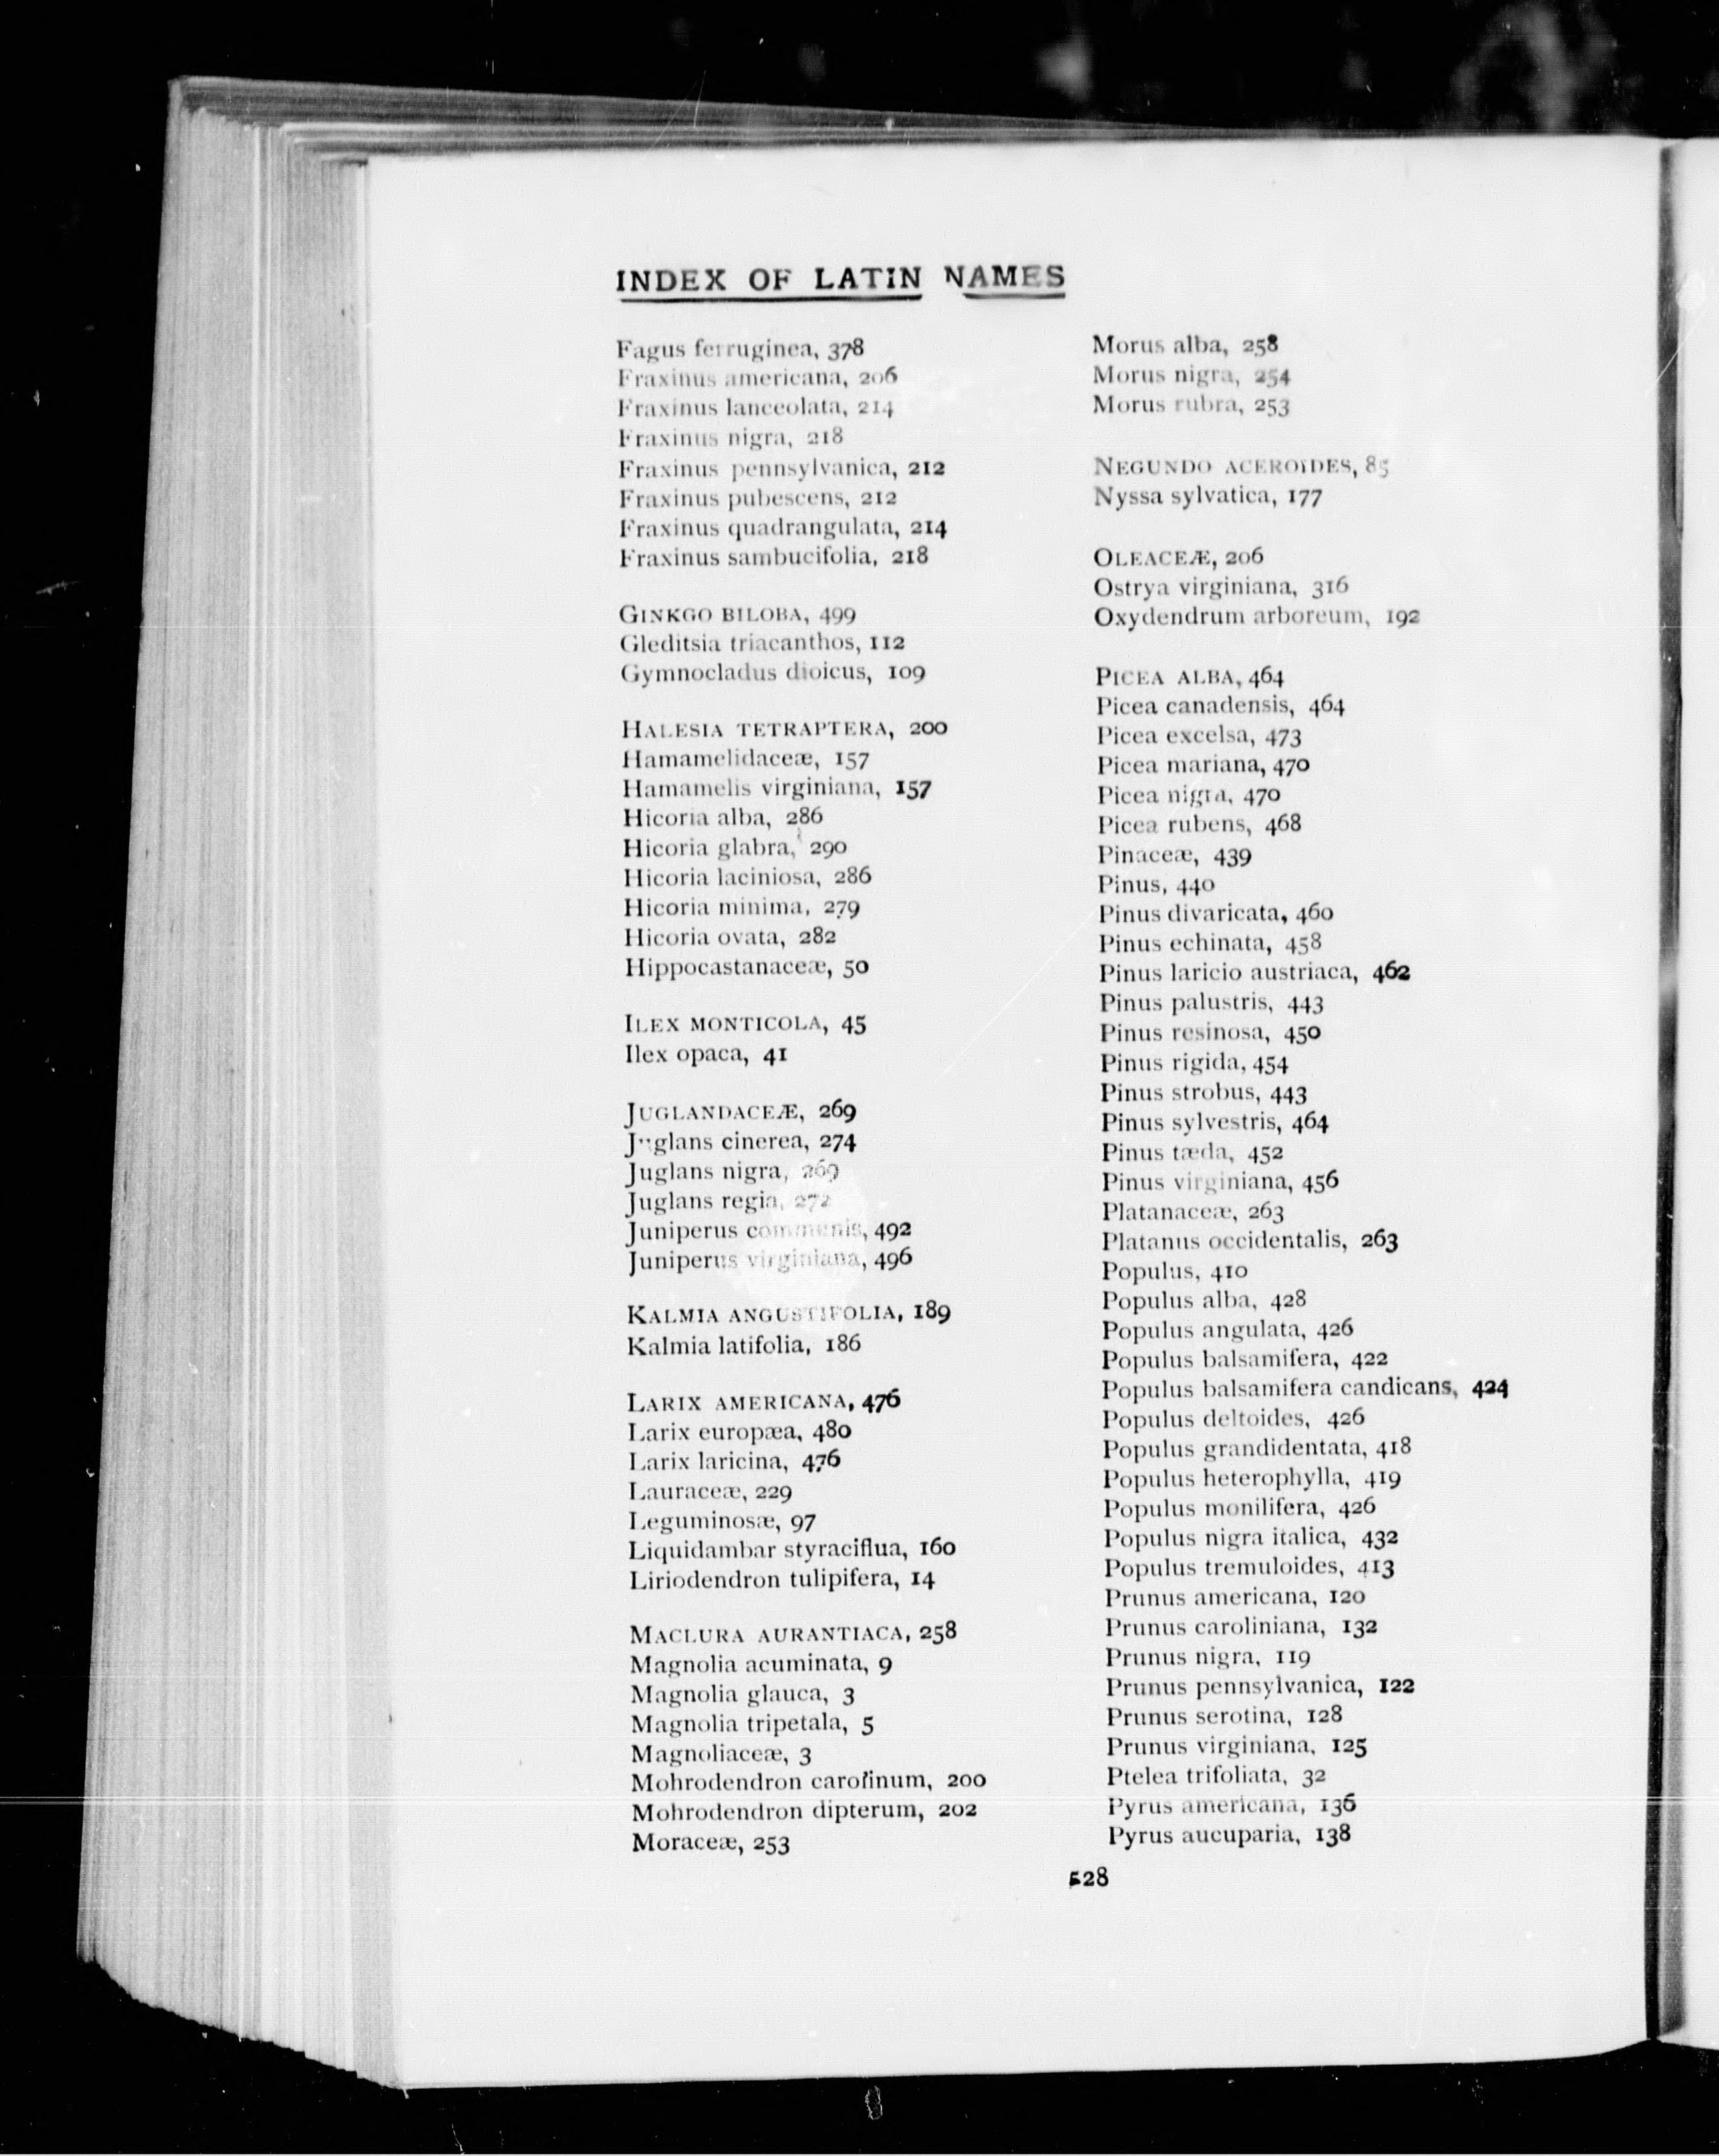 INDEX OF LATIN NAMES
Fagus ferruginea, 378
Fraxinus americana, 206
Fraxinus lanceolata, 214
Fraxinus nigra, 218
Fraxinus pennsylvanica, 212
Fraxinus pubescens, 212
Fraxinus quadrangulata, 214
Fraxinus sambucifolia, 218
GINKGO BILOBA, 499
Gleditsia triacanthos, 112
Gymnocladus dioicus, 109
HALESIA TETRAPTERA, 200
Hamamelidaceæ, 157
Hamamelis virginiana, 157
Hicoria alba, 286
Hicoria glabra, 290
Hicoria laciniosa, 286
Hicoria minima, 279
Hicoria ovata, 282
Hippocastanaceæ, 50
ILEX MONTICOLA, 45
Ilex opaca, 41
JUGLANDACEÆ, 269
Juglans cinerea, 274
Juglans nigra, 269
Juglans regia, 272
Juniperus communis, 492
Juniperus virginiana, 496
KALMIA ANGUSTIFOLIA, 189
Kalmia latifolia, 186
LARIX AMERICANA, 476
Larix europæa, 480
Larix laricina, 476
Lauraceæ, 229
Leguminosæ, 97
Liquidambar styraciflua, 160
Liriodendron tulipifera, 14
MACLURA AURANTIACA, 258
Magnolia acuminata, 9
Magnolia glauca, 3
Magnolia tripetala, 5
Magnoliaceæ, 3
Mohrodendron carolinum, 200
Mohrodendron dipterum, 202
Moraceæ, 253
Morus alba, 258
Morus nigra, 254
Morus rubra, 253
NEGUNDO ACEROIDES, 85
Nyssa sylvatica, 177
OLEACEÆ, 206
Ostrya virginiana, 316
Oxydendrum arboreum, 192
PICEA ALBA, 464
Picea canadensis, 464
Picea excelsa, 473
Picea mariana, 470
Picea nigra, 470
Picea rubens, 468
Pinaceæ, 439
Pinus, 440
Pinus divaricata, 460
Pinus echinata, 458
Pinus laricio austriaca, 462
Pinus palustris, 443
Pinus resinosa, 450
Pinus rigida, 454
Pinus strobus, 443
Pinus sylvestris, 464
Pinus tæda, 452
Pinus virginiana, 456
Platanaceæ, 263
Platanus occidentalis, 263
Populus, 410
Populus alba, 428
Populus angulata, 426
Populus balsamifera, 422
Populus balsamifera candicans, 424
Populus deltoides, 426
Populus grandidentata, 418
Populus heterophylla, 419
Populus monilifera, 426
Populus nigra italica, 432
Populus tremuloides, 413
Prunus americana, 120
Prunus caroliniana, 132
Prunus nigra, 119
Prunus pennsylvanica, 122
Prunus serotina, 128
Prunus virginiana, 125
Ptelea trifoliata, 32
Pyrus americana, 136
Pyrus aucuparia, 138
528